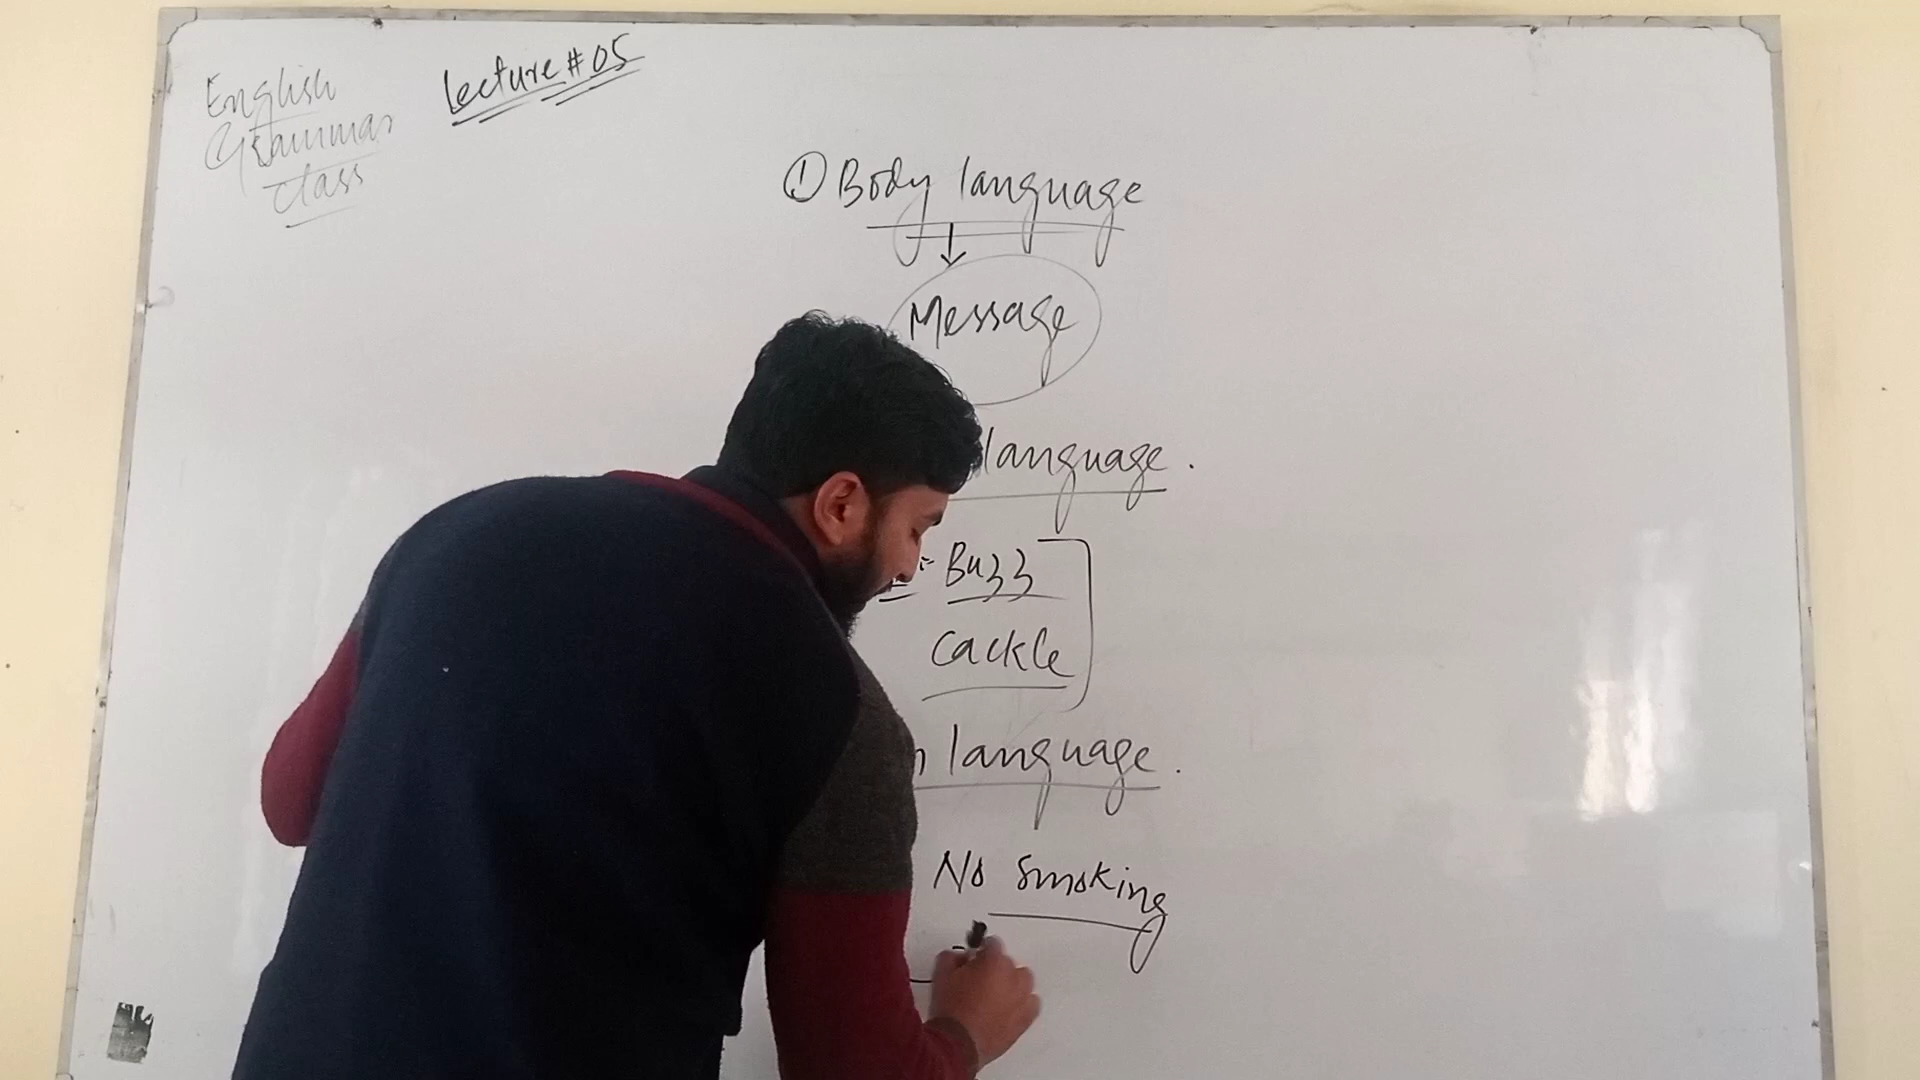 English
Grammar
class
Lecture # 05
① Body language
Message
language.
:- Buzz
Cackle
language.
No smoking